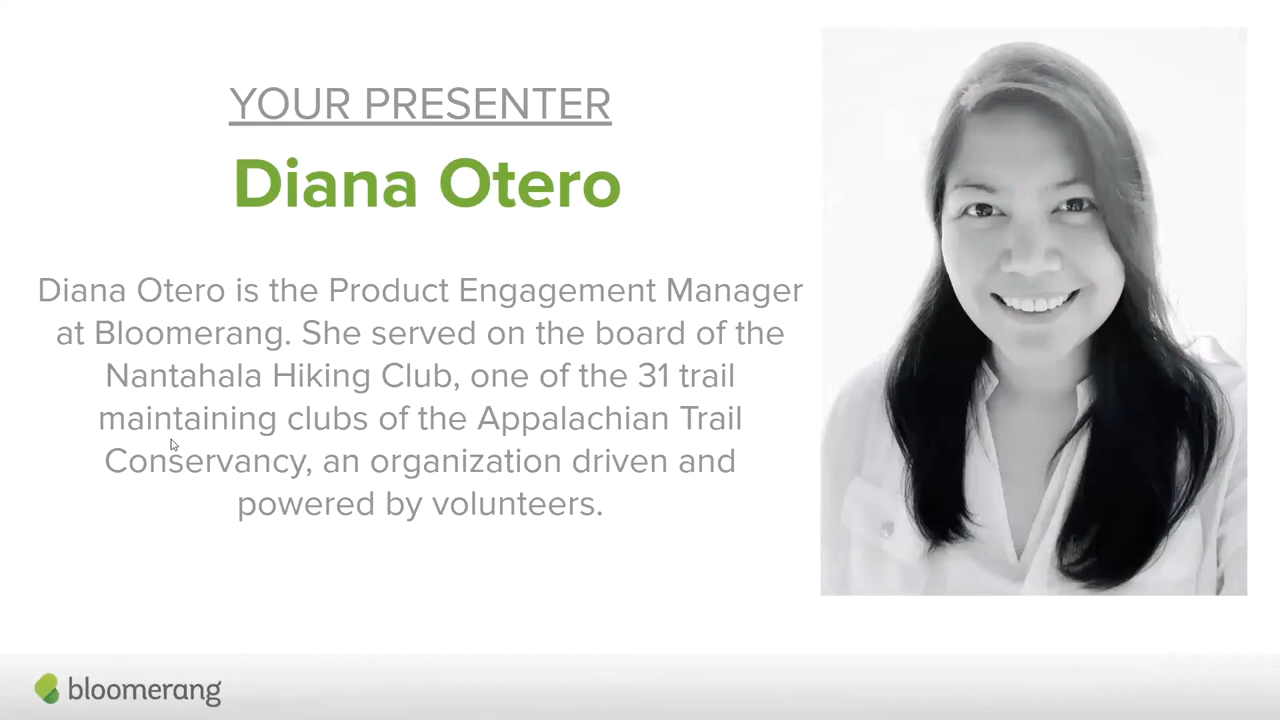 YOUR PRESENTER
Diana Otero
Diana Otero is the Product Engagement Manager
at Bloomerang. She served on the board of the
Nantahala Hiking Club, one of the 31 trail
maintaining clubs of the Appalachian Trail
Conservancy, an organization driven and
powered by volunteers.
bloomerang